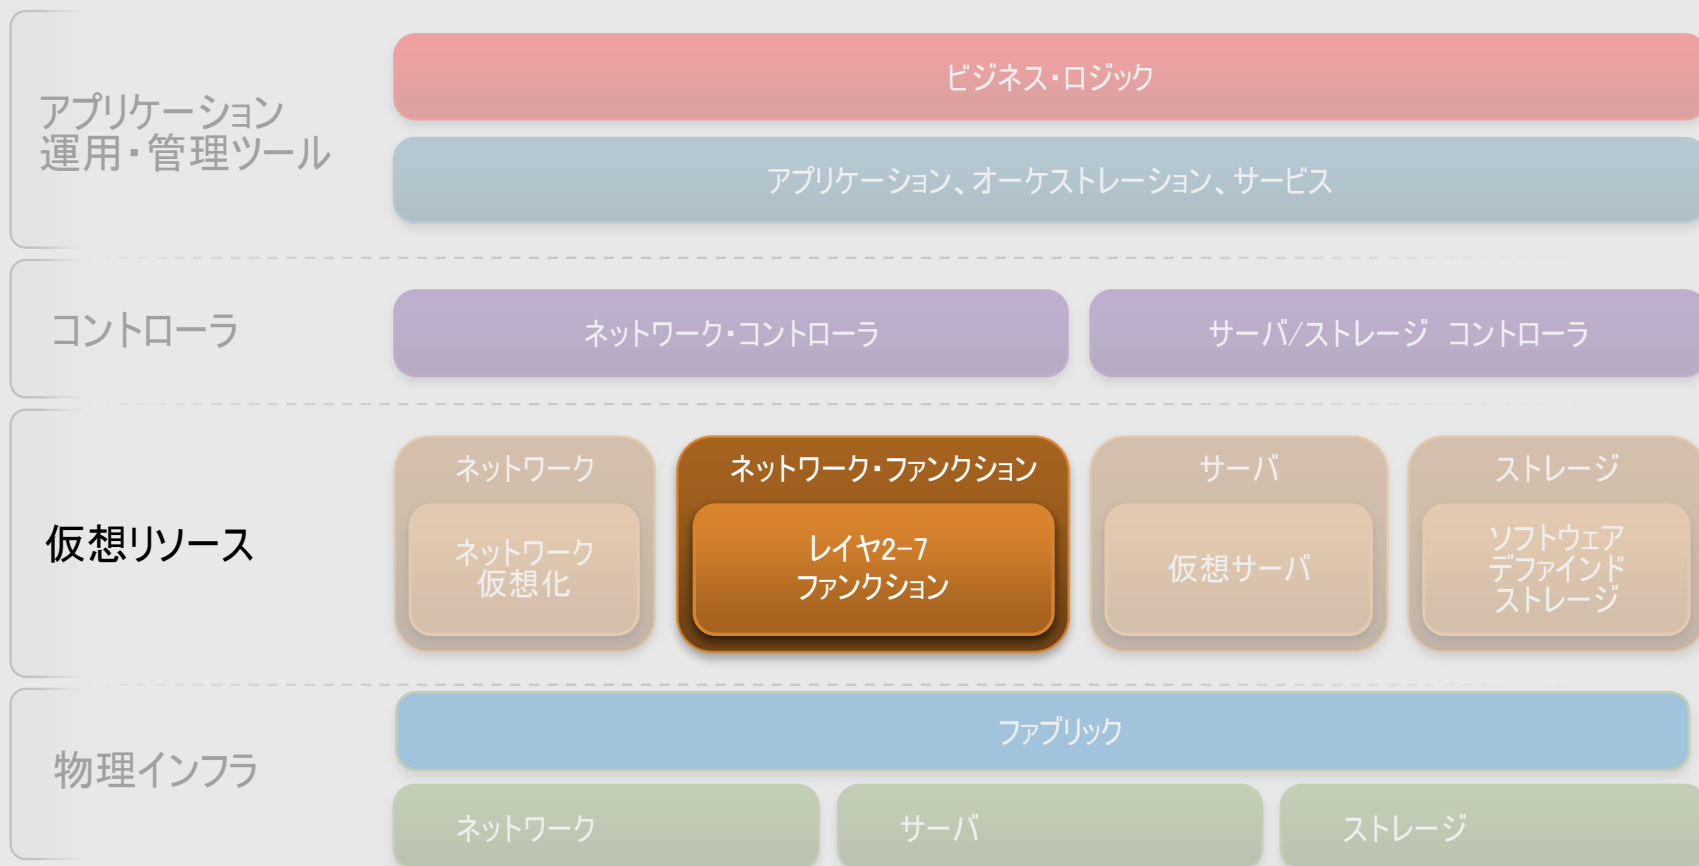 アプリケーション
運用・管理ツール
ビジネス・ロジック
アプリケーション、オーケストレーション、サービス
コントローラ
ネットワーク・コントローラ
サーバ/ストレージ コントローラ
仮想リソース
ネットワーク
ネットワーク
仮想化
ネットワーク・ファンクション
レイヤ2-7
ファンクション
サーバ
仮想サーバ
ストレージ
ソフトウェア
デファインド
ストレージ
物理インフラ
ファブリック
ネットワーク
サーバ
ストレージ